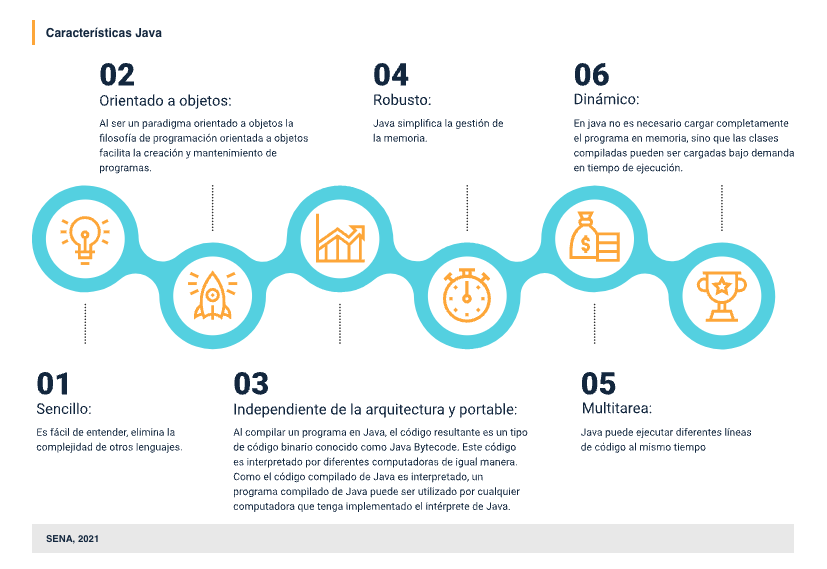 Características Java
02
Orientado a objetos:
Al ser un paradigma orientado a objetos la
filosofía de programación orientada a objetos
facilita la creación y mantenimiento de
programas.
04
Robusto:
Java simplifica la gestión de
la memoria.
06
Dinámico:
En java no es necesario cargar completamente
el programa en memoria, sino que las clases
compiladas pueden ser cargadas bajo demanda
en tiempo de ejecución.
$
01
Sencillo:
Es fácil de entender, elimina la
complejidad de otros lenguajes.
03
Independiente de la arquitectura y portable:
Al compilar un programa en Java, el código resultante es un tipo
de código binario conocido como Java Bytecode. Este código
es interpretado por diferentes computadoras de igual manera.
Como el código compilado de Java es interpretado, un
programa compilado de Java puede ser utilizado por cualquier
computadora que tenga implementado el intérprete de Java.
05
Multitarea:
Java puede ejecutar diferentes líneas
de código al mismo tiempo
SENA, 2021